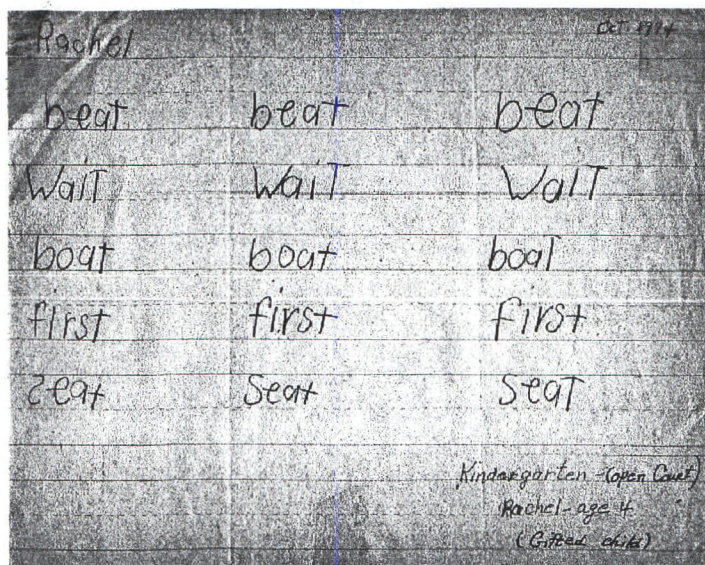 Rachel Oct. 1974
beat beat beat
Wait Wait Wait
boat boat boat
first first first
Seat Seat Seat
Kindergarten - (open Court)
Rachel - age 4
(Gifted child)